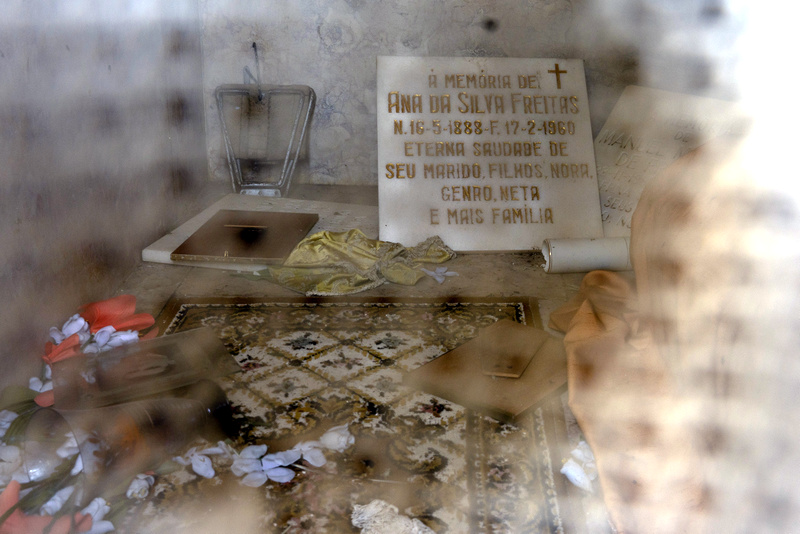 À MEMÓRIA DE
ANA DA SILVA FREITAS
N. 16-5-1888-F. 17-2-1960
ETERNA SAUDADE DE
SEU MARIDO, FILHOS, NORA,
GENRO, NETA
E MAIS FAMÍLIA